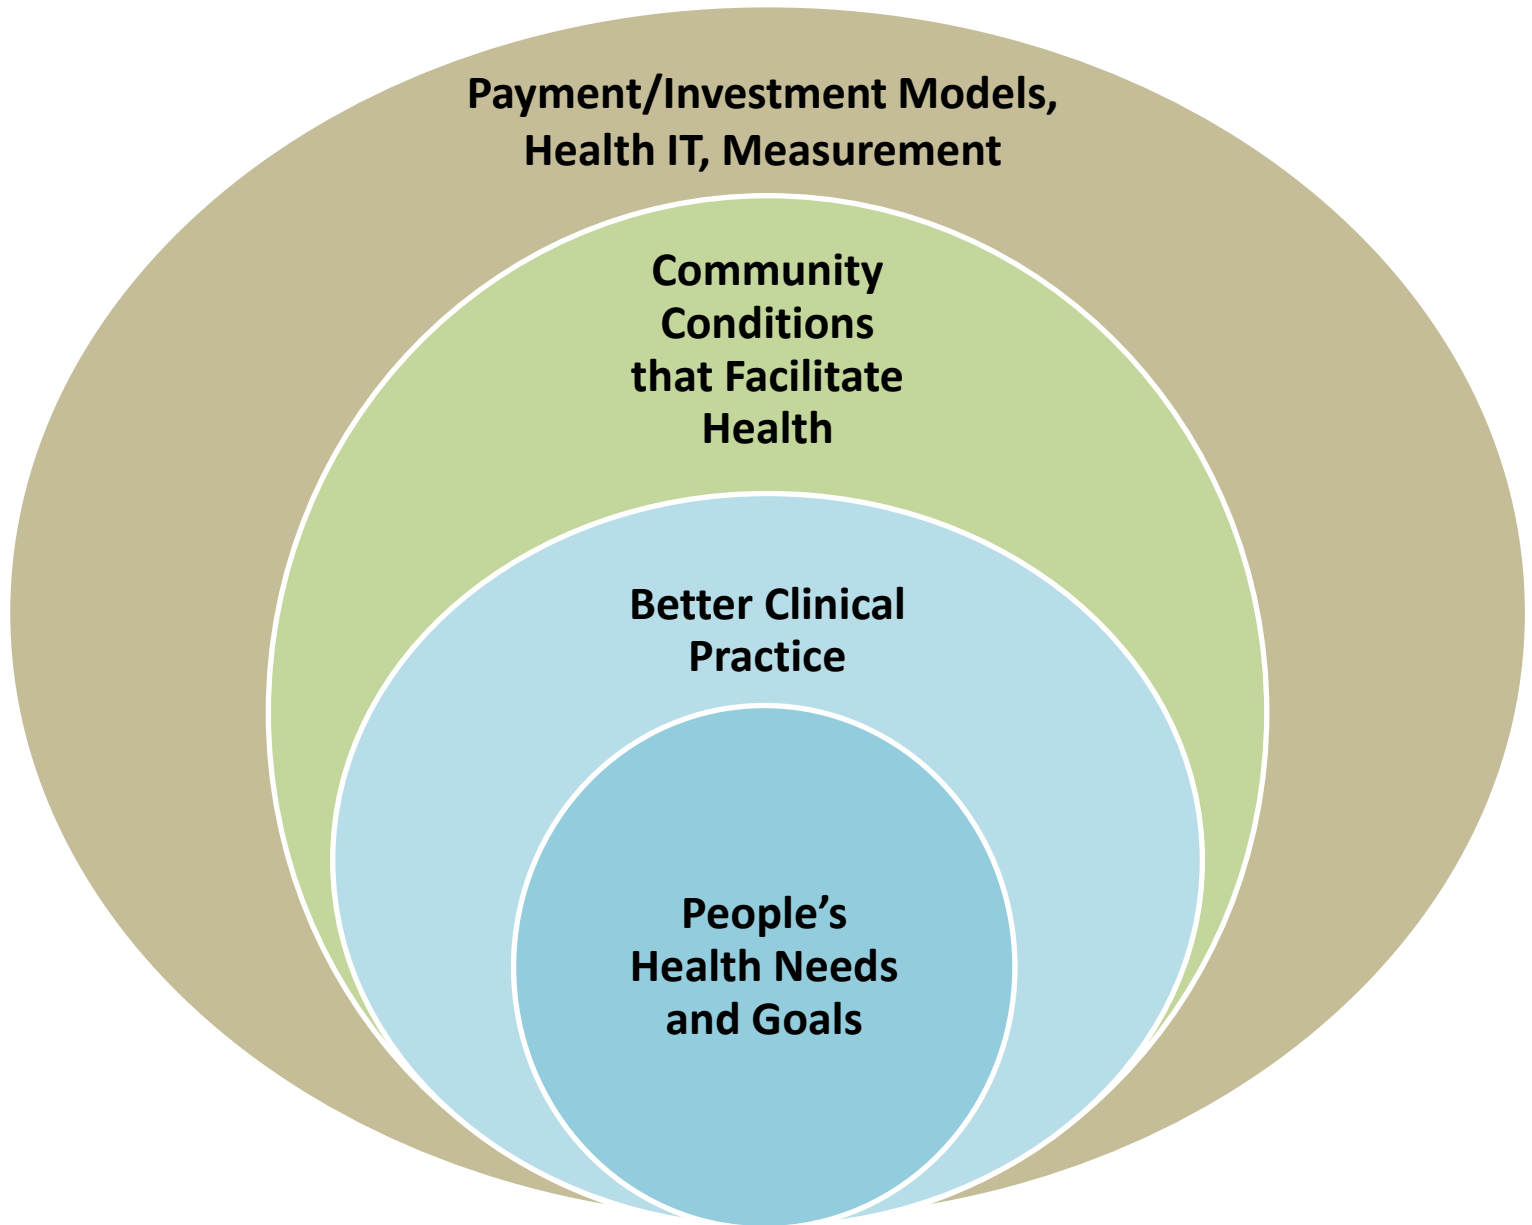 Payment/Investment Models,
Health IT, Measurement
Community
Conditions
that Facilitate
Health
Better Clinical
Practice
People’s
Health Needs
and Goals